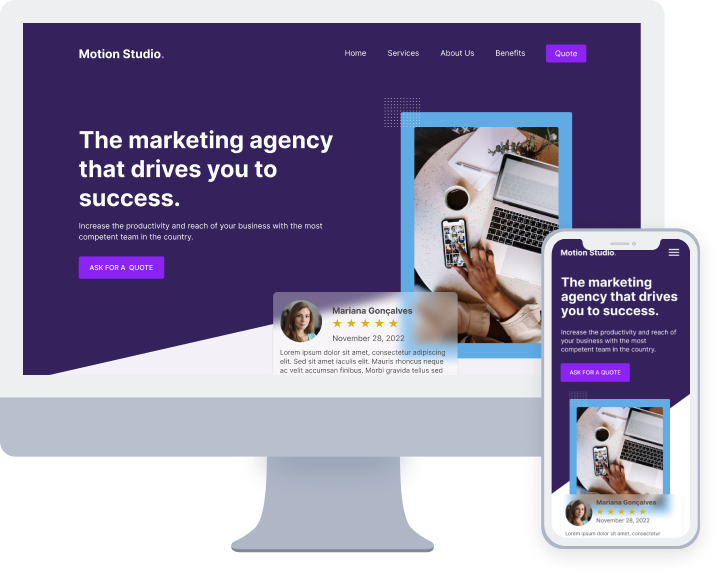 Motion Studio.
Home Services About Us Benefits Quote
The marketing agency
that drives you to
success.
Increase the productivity and reach of your business with the most
competent team in the country.
ASK FOR A QUOTE
Mariana Gonçalves
November 28, 2022
Lorem ipsum dolor sit amet, consectetur adipiscing
elit. Sed sit amet iaculis elit. Mauris rhoncus neque
ac velit accumsan finibus. Morbi gravida tellus sed
Motion Studio.
The marketing
agency that drives
you to success.
Increase the productivity and reach of
your business with the most
competent team in the country.
ASK FOR A QUOTE
Mariana Gonçalves
November 28, 2022
Lorem ipsum dolor sit amet, consectetur